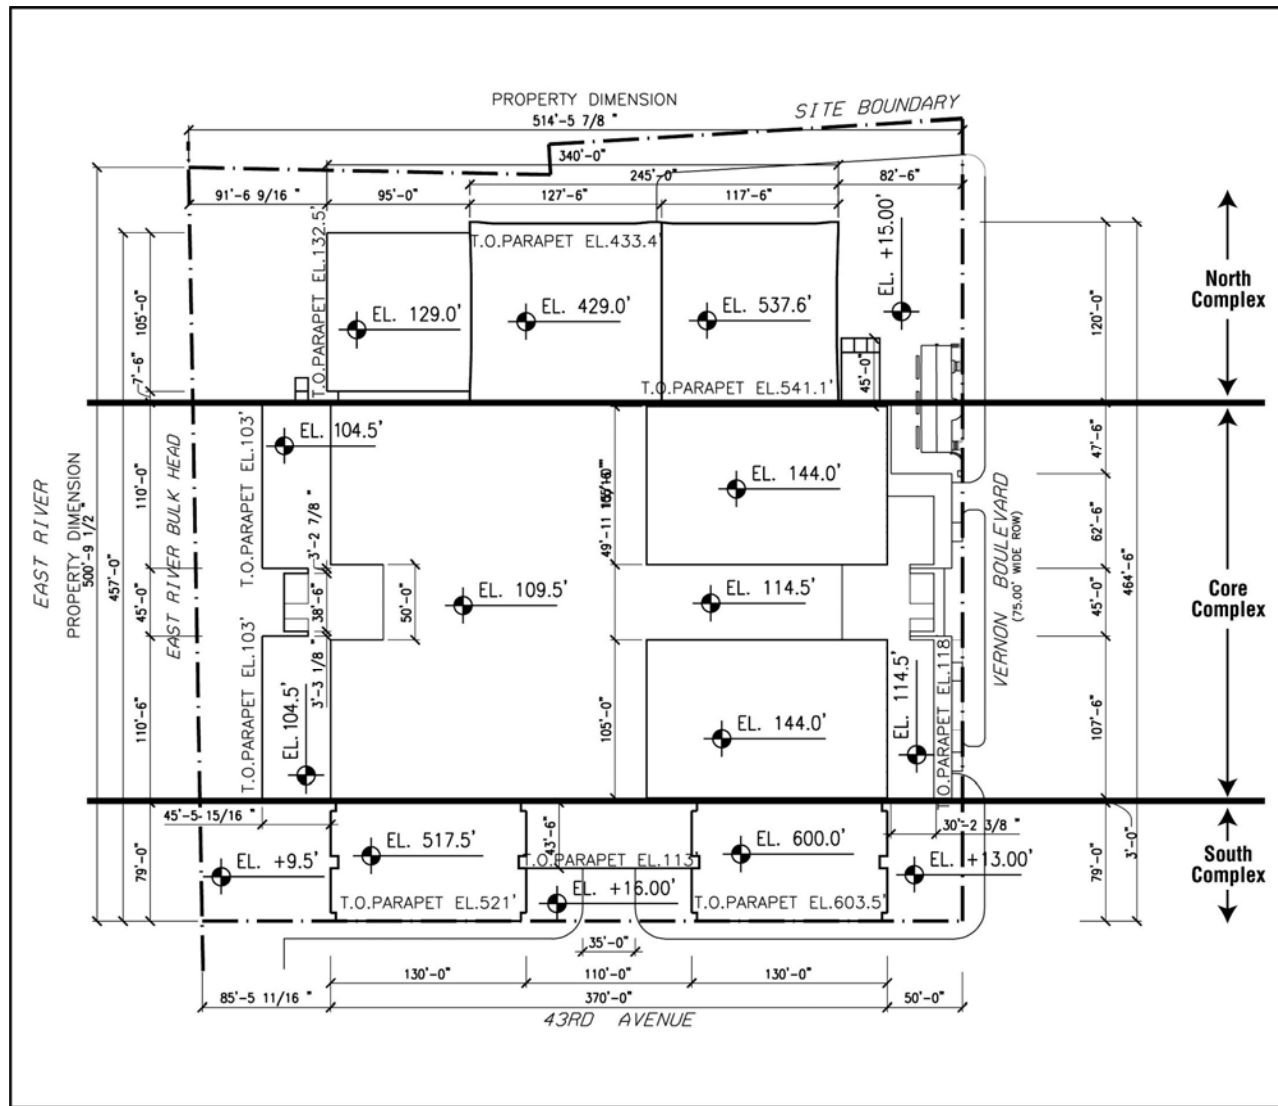 PROPERTY DIMENSION
514'-5 7/8 "
SITE BOUNDARY
340'-0"
245'-0"
82'-6"
91'-6 9/16 "
95'-0"
127'-6"
117'-6"
T.O.PARAPET EL.132.5'
T.O.PARAPET EL.433.4'
EL. +15.00'
North
Complex
105'-0"
EL. 129.0'
EL. 429.0'
EL. 537.6'
120'-0"
7'-6"
T.O.PARAPET EL.541.1'
45'-0"
EAST RIVER
PROPERTY DIMENSION
500'-9 1/2 "
457'-0"
EAST RIVER BULK HEAD
T.O.PARAPET EL.103'
EL. 104.5'
110'-0"
3'-2 7/8 "
49'-11
EL. 144.0'
47'-6"
62'-6"
VERNON BOULEVARD
(75.00' WIDE ROW)
464'-6"
45'-0"
38'-6"
50'-0"
EL. 109.5'
EL. 114.5'
45'-0"
Core
Complex
T.O.PARAPET EL.103'
110'-6"
3'-3 1/8 "
EL. 104.5'
105'-0"
EL. 144.0'
EL. 114.5'
T.O.PARAPET EL.118
107'-6"
45'-5 15/16 "
43'-6"
30'-2 3/8 "
3'-0"
79'-0"
EL. +9.5'
EL. 517.5'
T.O.PARAPET EL.113'
EL. 600.0'
EL. +13.00'
79'-0"
South
Complex
T.O.PARAPET EL.521'
EL. +16.00'
T.O.PARAPET EL.603.5'
35'-0"
130'-0"
110'-0"
130'-0"
85'-5 11/16 "
370'-0"
50'-0"
43RD AVENUE